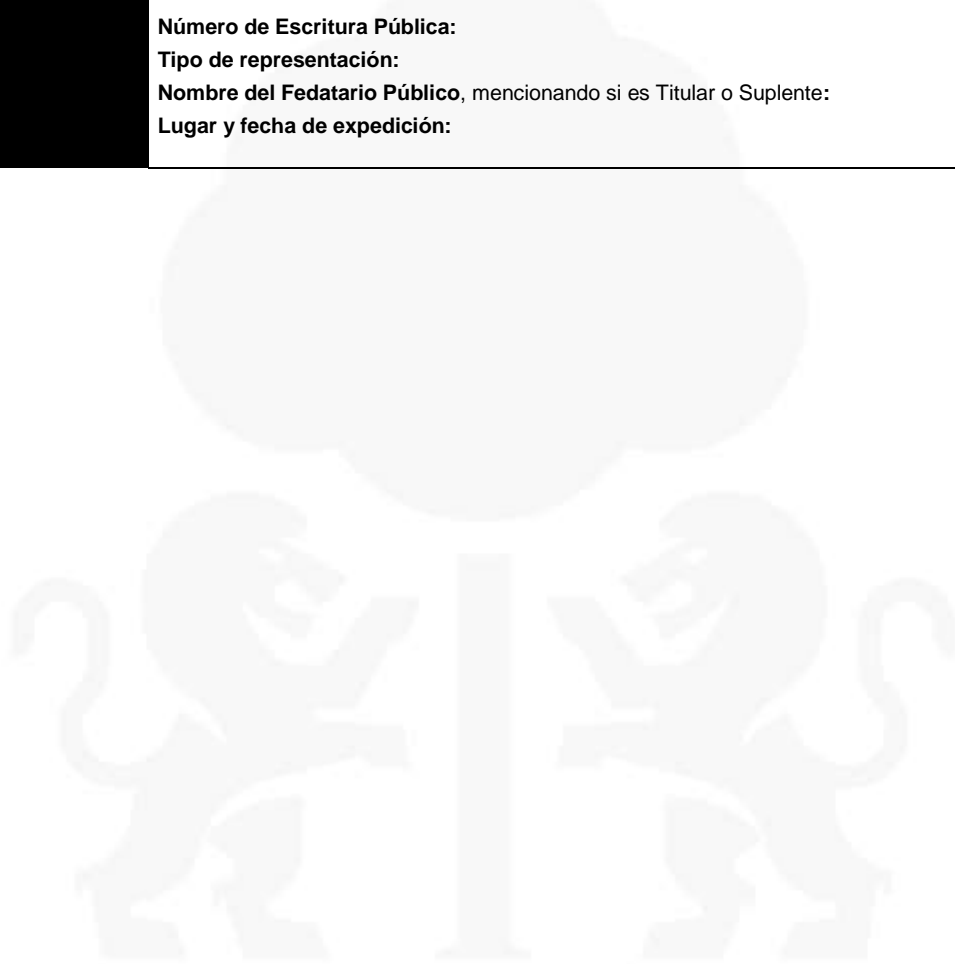 Número de Escritura Pública:
Tipo de representación:
Nombre del Fedatario Público, mencionando si es Titular o Suplente:
Lugar y fecha de expedición: